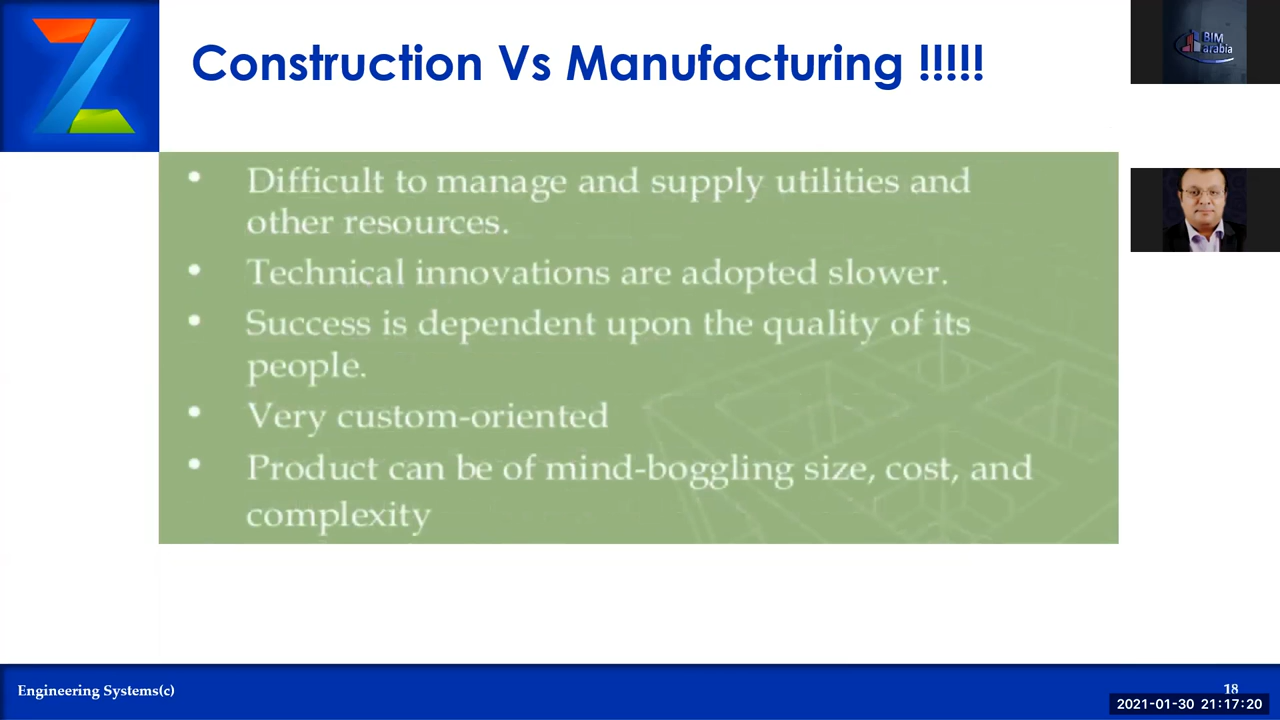 Construction Vs Manufacturing !!!!!
BIM
arabia
• Difficult to manage and supply utilities and
other resources.
• Technical innovations are adopted slower.
• Success is dependent upon the quality of its
people.
• Very custom-oriented
• Product can be of mind-boggling size, cost, and
complexity
Engineering Systems(c)
18
2021-01-30 21:17:20